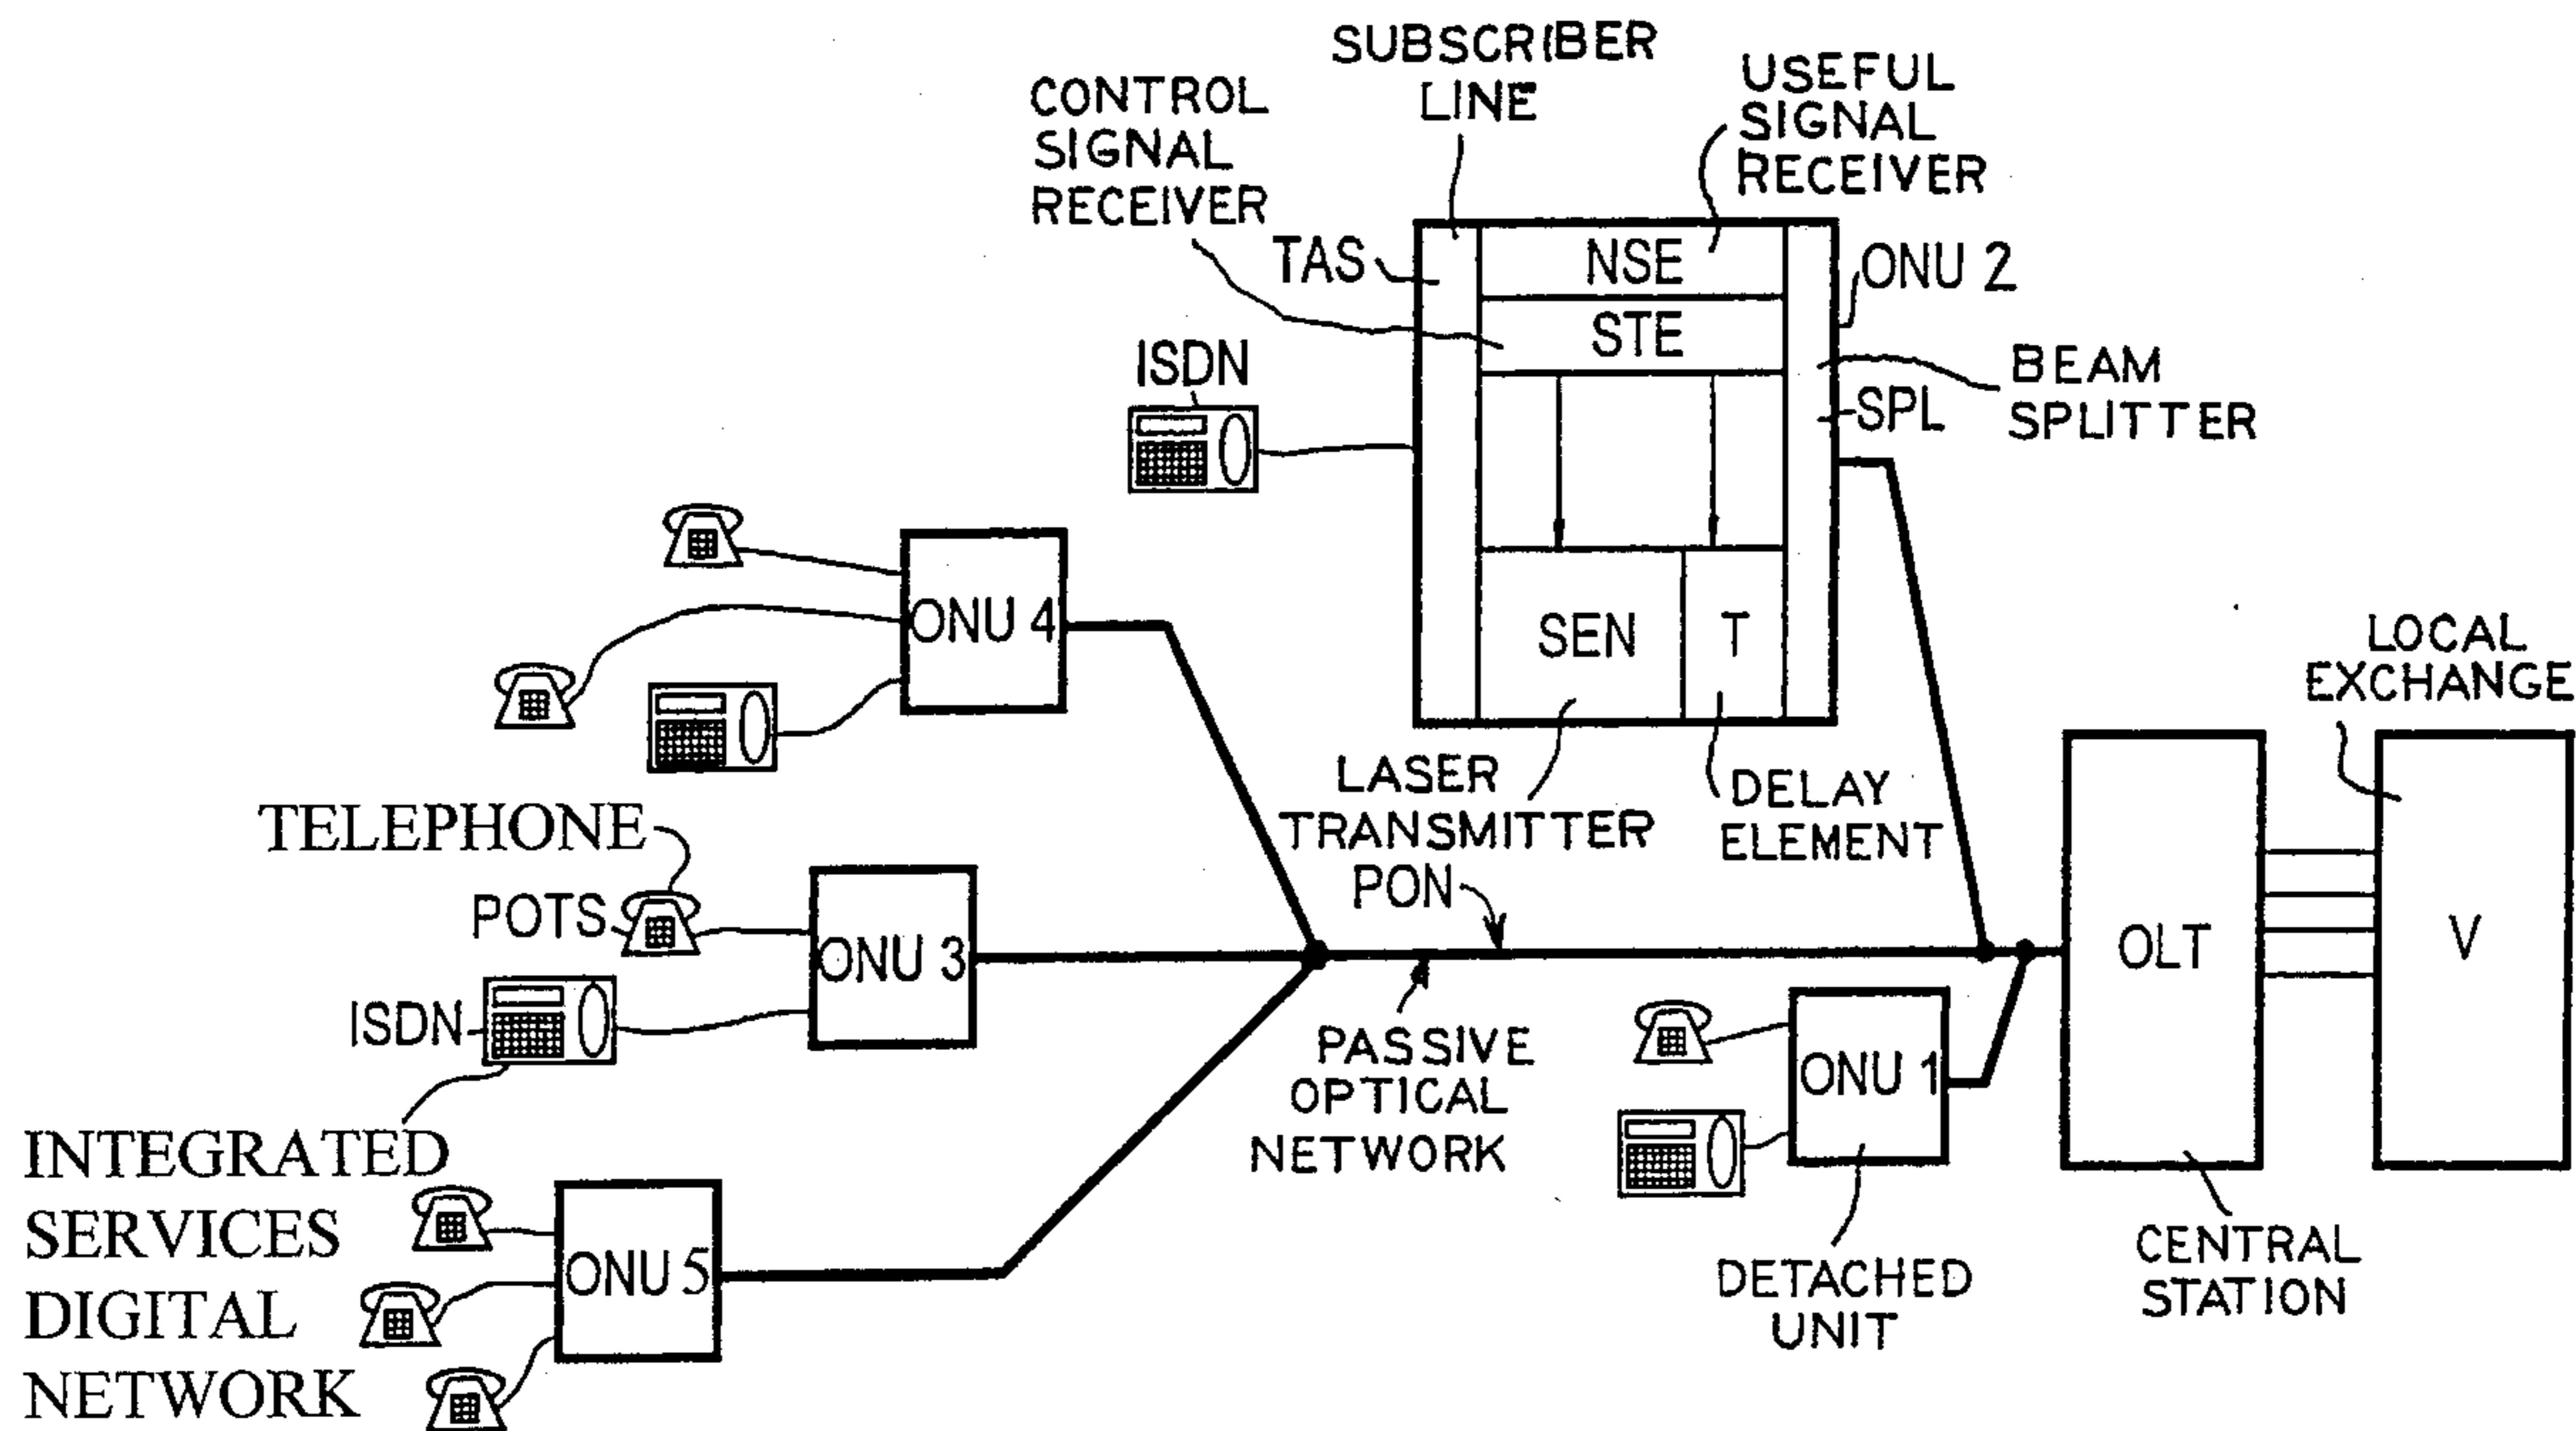 SUBSCRIBER
LINE
USEFUL
SIGNAL
RECEIVER
CONTROL
SIGNAL
RECEIVER
TAS
NSE
ONU 2
STE
ISDN
BEAM
SPLITTER
SPL
ONU 4
SEN
T
LOCAL
EXCHANGE
LASER
TRANSMITTER
DELAY
ELEMENT
TELEPHONE
PON
POTS
ONU 3
OLT
V
ISDN
PASSIVE
OPTICAL
NETWORK
ONU 1
INTEGRATED
SERVICES
DIGITAL
NETWORK
ONU 5
DETACHED
UNIT
CENTRAL
STATION